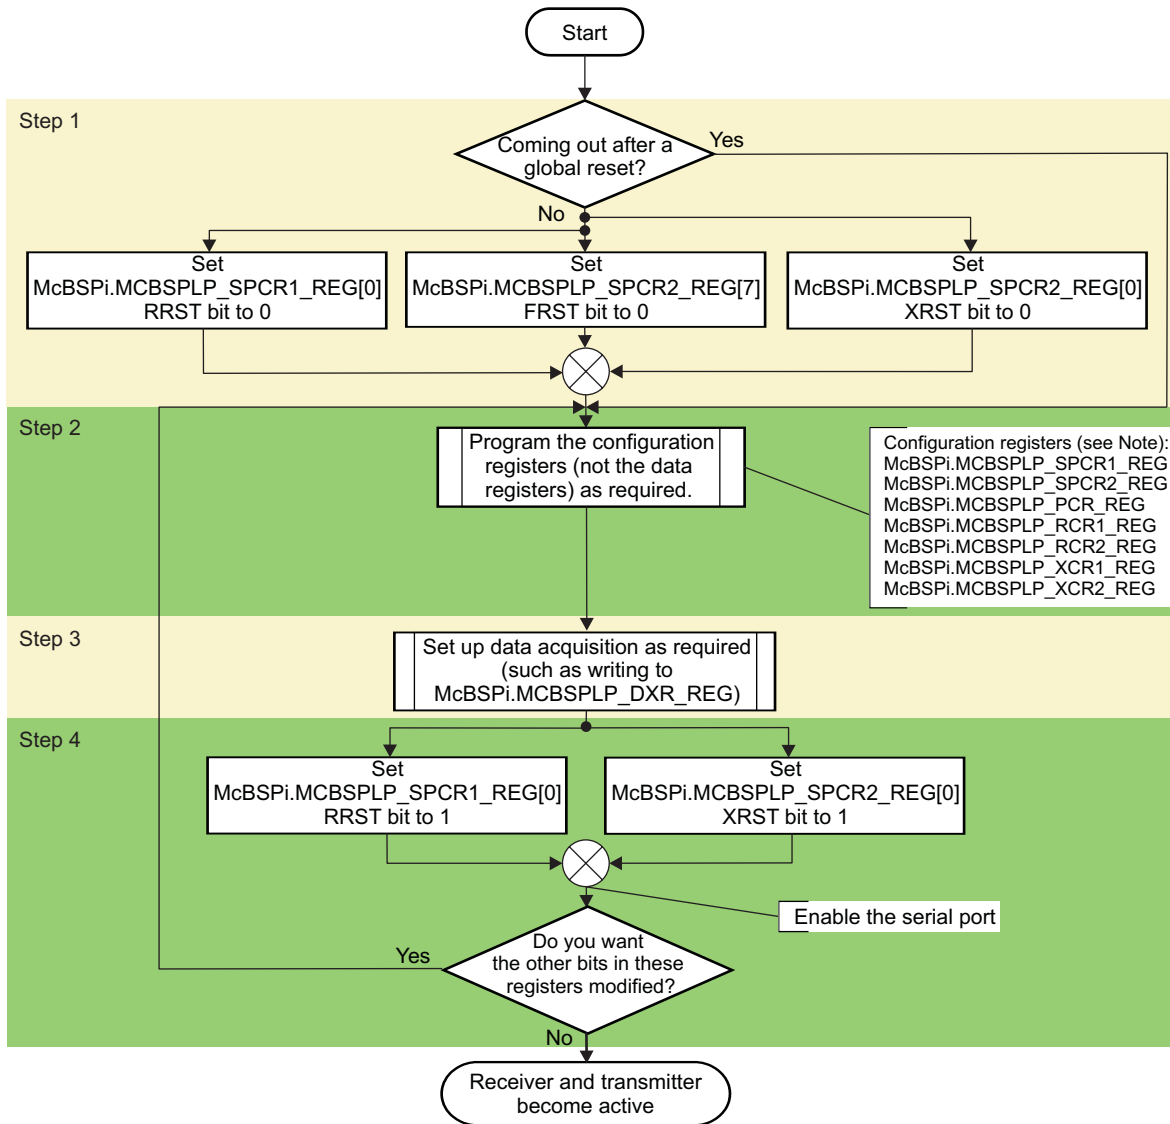 Start
Step 1
Coming out after a
global reset?
Yes
No
Set
McBSPi.MCBSPLP_SPCR1_REG[0]
RRST bit to 0
Set
McBSPi.MCBSPLP_SPCR2_REG[7]
FRST bit to 0
Set
McBSPi.MCBSPLP_SPCR2_REG[0]
XRST bit to 0
Step 2
Program the configuration
registers (not the data
registers) as required.
Configuration registers (see Note):
McBSPi.MCBSPLP_SPCR1_REG
McBSPi.MCBSPLP_SPCR2_REG
McBSPi.MCBSPLP_PCR_REG
McBSPi.MCBSPLP_RCR1_REG
McBSPi.MCBSPLP_RCR2_REG
McBSPi.MCBSPLP_XCR1_REG
McBSPi.MCBSPLP_XCR2_REG
Step 3
Set up data acquisition as required
(such as writing to
McBSPi.MCBSPLP_DXR_REG)
Step 4
Set
McBSPi.MCBSPLP_SPCR1_REG[0]
RRST bit to 1
Set
McBSPi.MCBSPLP_SPCR2_REG[0]
XRST bit to 1
Enable the serial port
Do you want
the other bits in these
registers modified?
Yes
No
Receiver and transmitter
become active